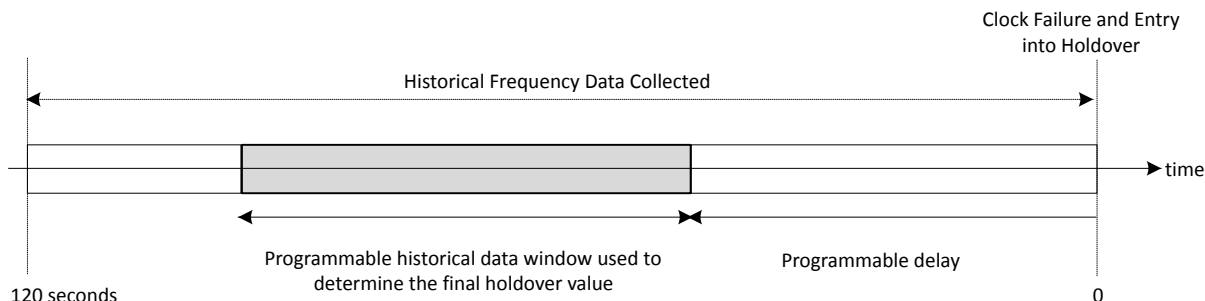 Clock Failure and Entry
into Holdover
Historical Frequency Data Collected
time
Programmable historical data window used to
determine the final holdover value
Programmable delay
120 seconds
0